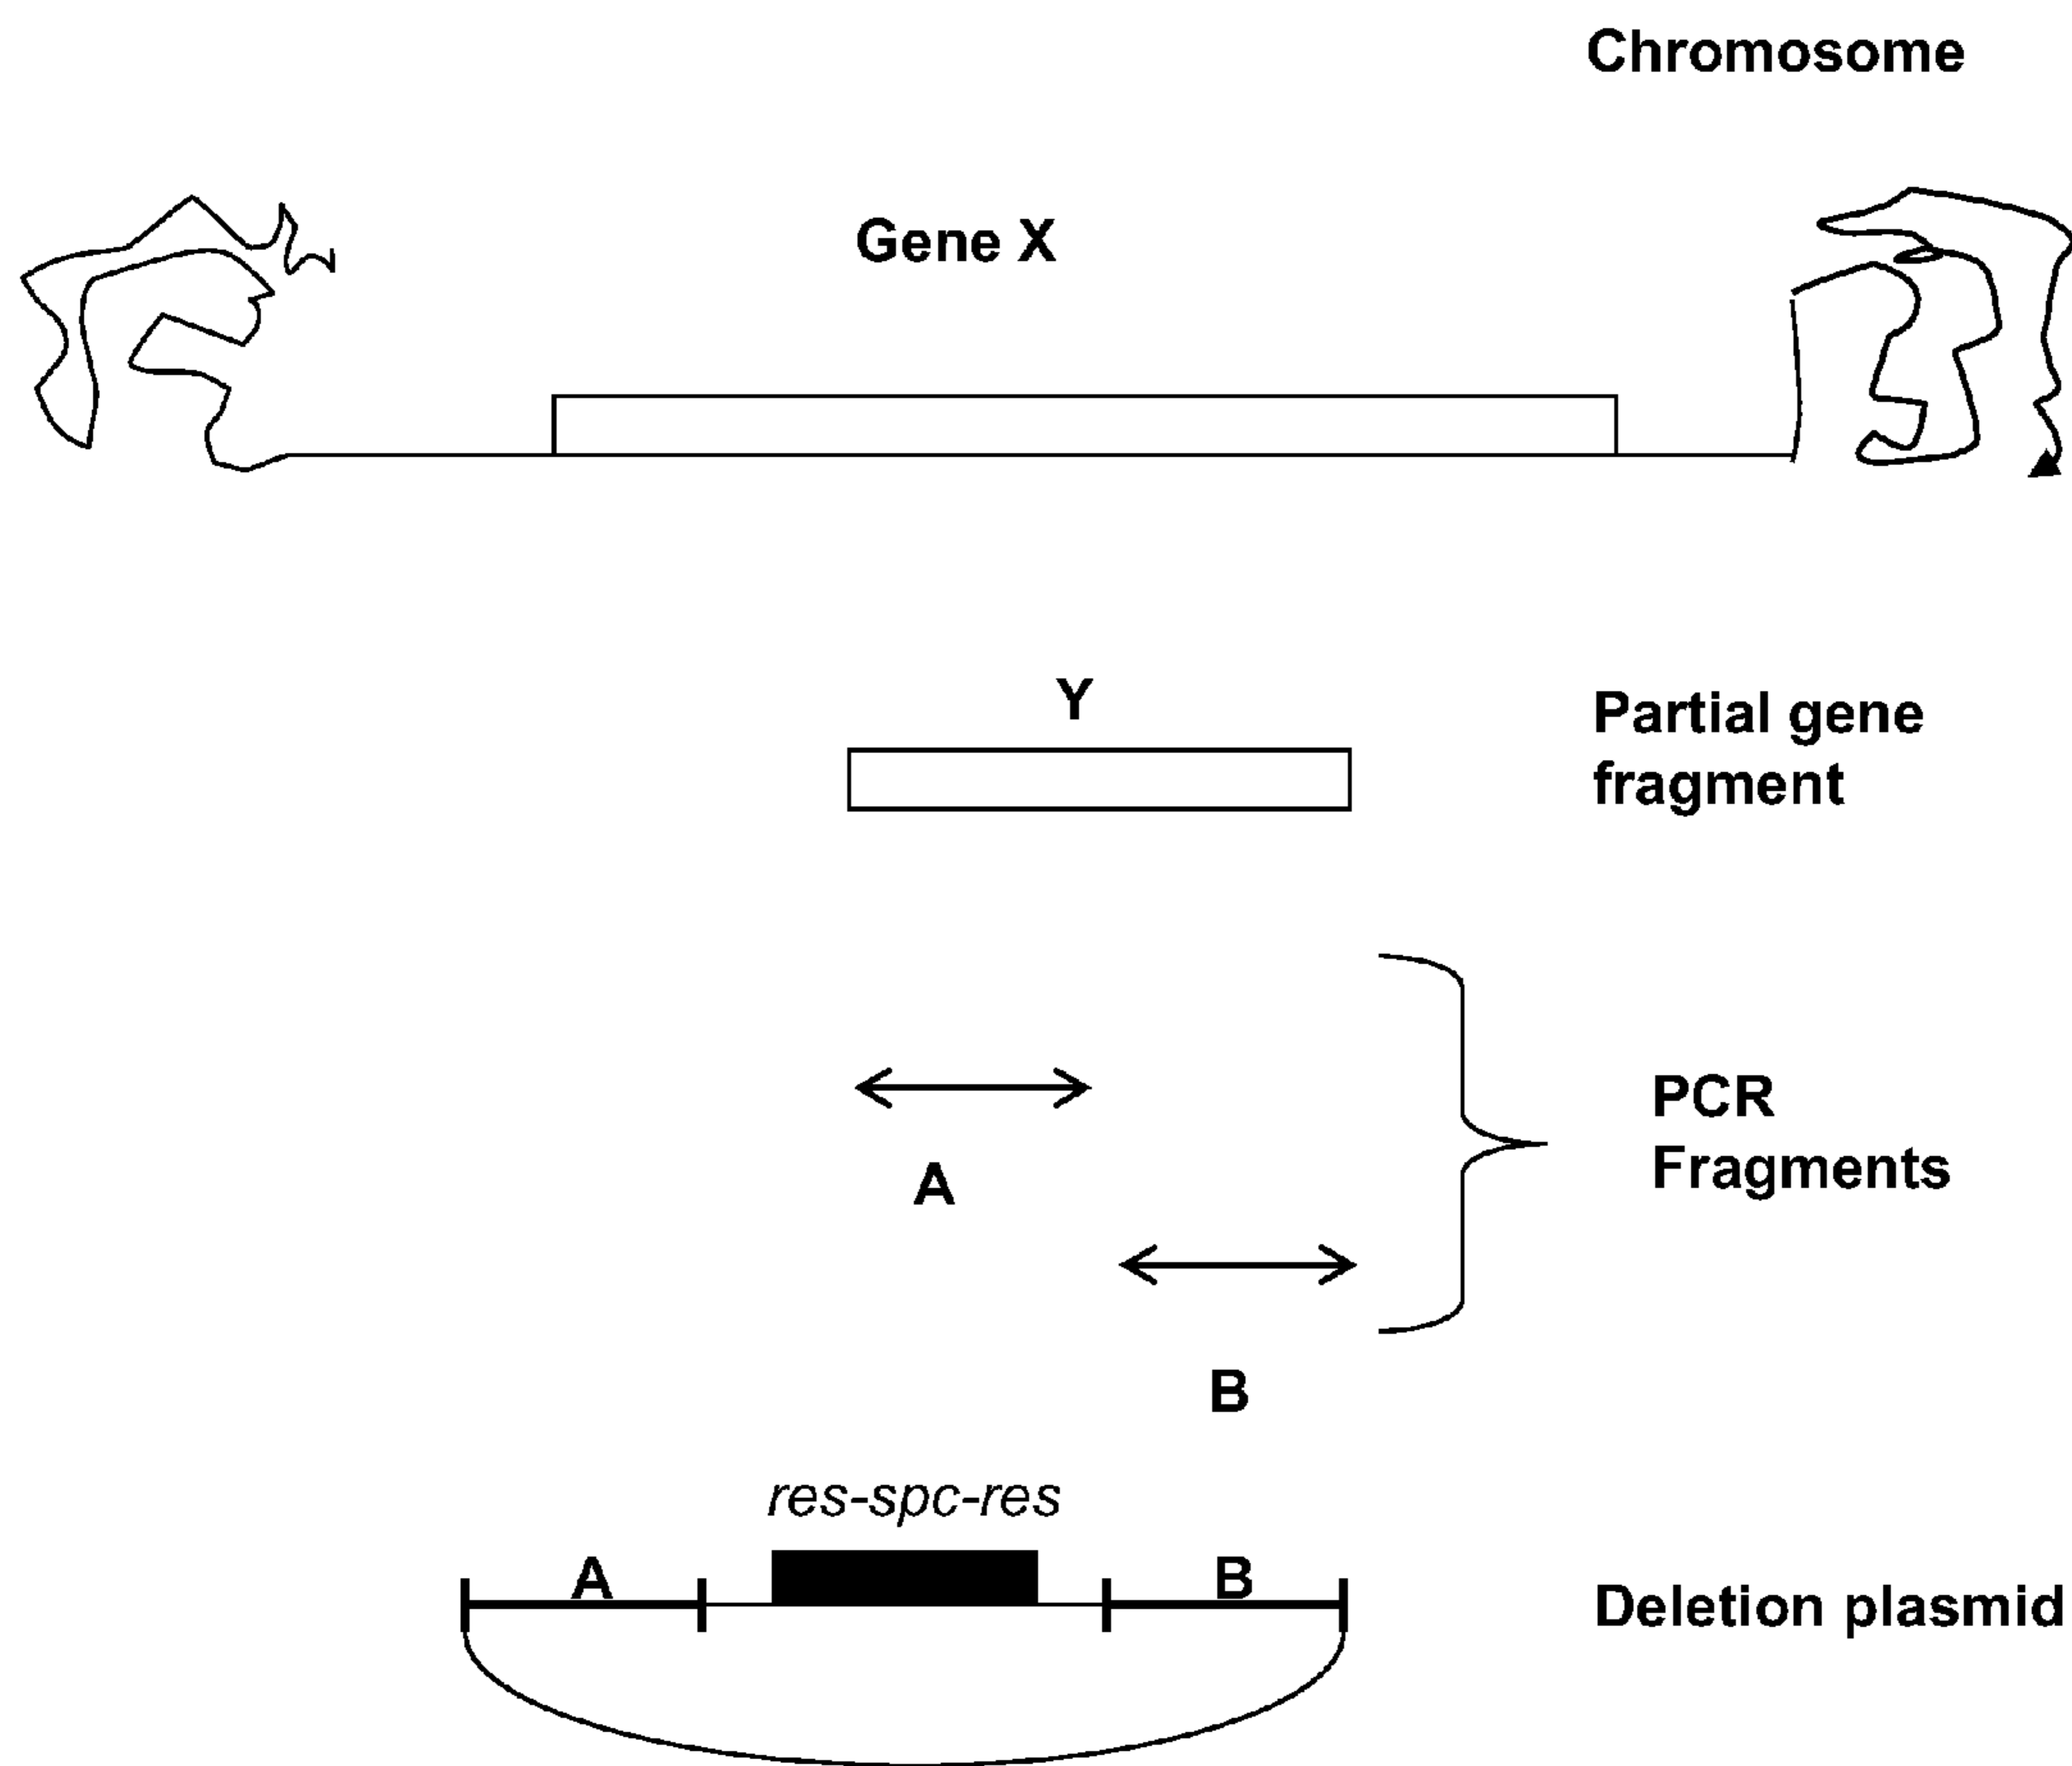 Chromosome
Gene X
Y
Partial gene
fragment
A
PCR
Fragments
B
res-spc-res
A
B
Deletion plasmid